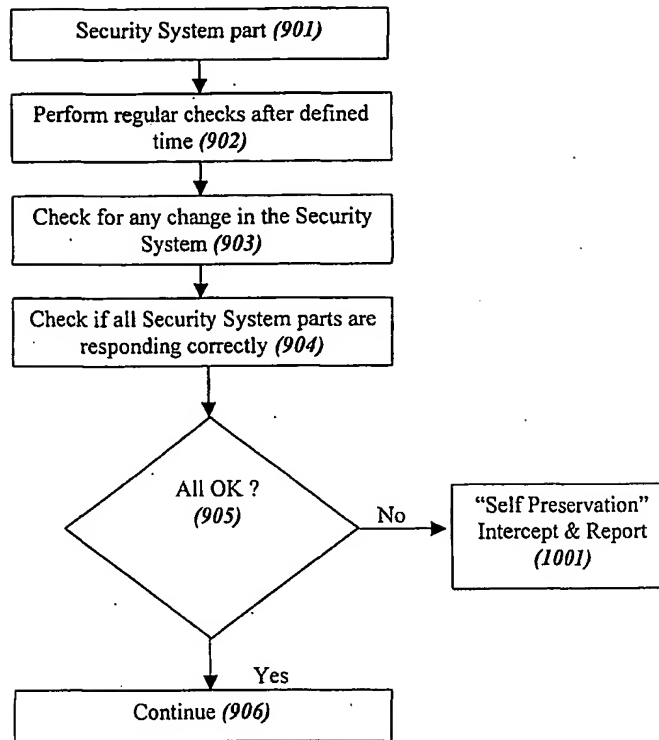 Security System part (901)
Perform regular checks after defined
time (902)
Check for any change in the Security
System (903)
Check if all Security System parts are
responding correctly (904)
All OK ?
(905)
No
"Self Preservation"
Intercept & Report
(1001)
Yes
Continue (906)